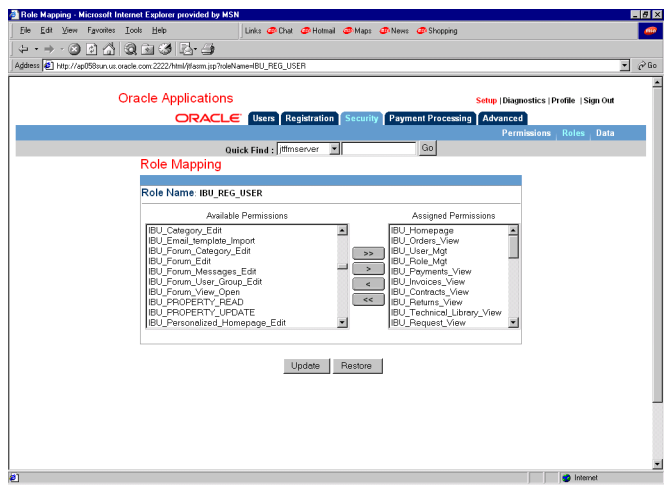 Role Mapping - Microsoft Internet Explorer provided by MSN
File Edit View Favorites Tools Help
Links Chat Hotmail Maps News Shopping
msn
Address http://ap058sun.us.oracle.com:2222/html/jtfasm.jsp?roleName=IBU_REG_USER Go
Oracle Applications
Setup | Diagnostics | Profile | Sign Out
ORACLE Users Registration Security Payment Processing Advanced
Permissions Roles Data
Quick Find : jtffmserver Go
Role Mapping
Role Name: IBU_REG_USER
Available Permissions
IBU_Category_Edit
IBU_Email_template_Import
IBU_Forum_Category_Edit
IBU_Forum_Edit
IBU_Forum_Messages_Edit
IBU_Forum_User_Group_Edit
IBU_Forum_View_Open
IBU_PROPERTY_READ
IBU_PROPERTY_UPDATE
IBU_Personalized_Homepage_Edit
>>
>
<
<<
Assigned Permissions
IBU_Homepage
IBU_Orders_View
IBU_User_Mgt
IBU_Role_Mgt
IBU_Payments_View
IBU_Invoices_View
IBU_Contracts_View
IBU_Returns_View
IBU_Technical_Library_View
IBU_Request_View
Update Restore
Internet